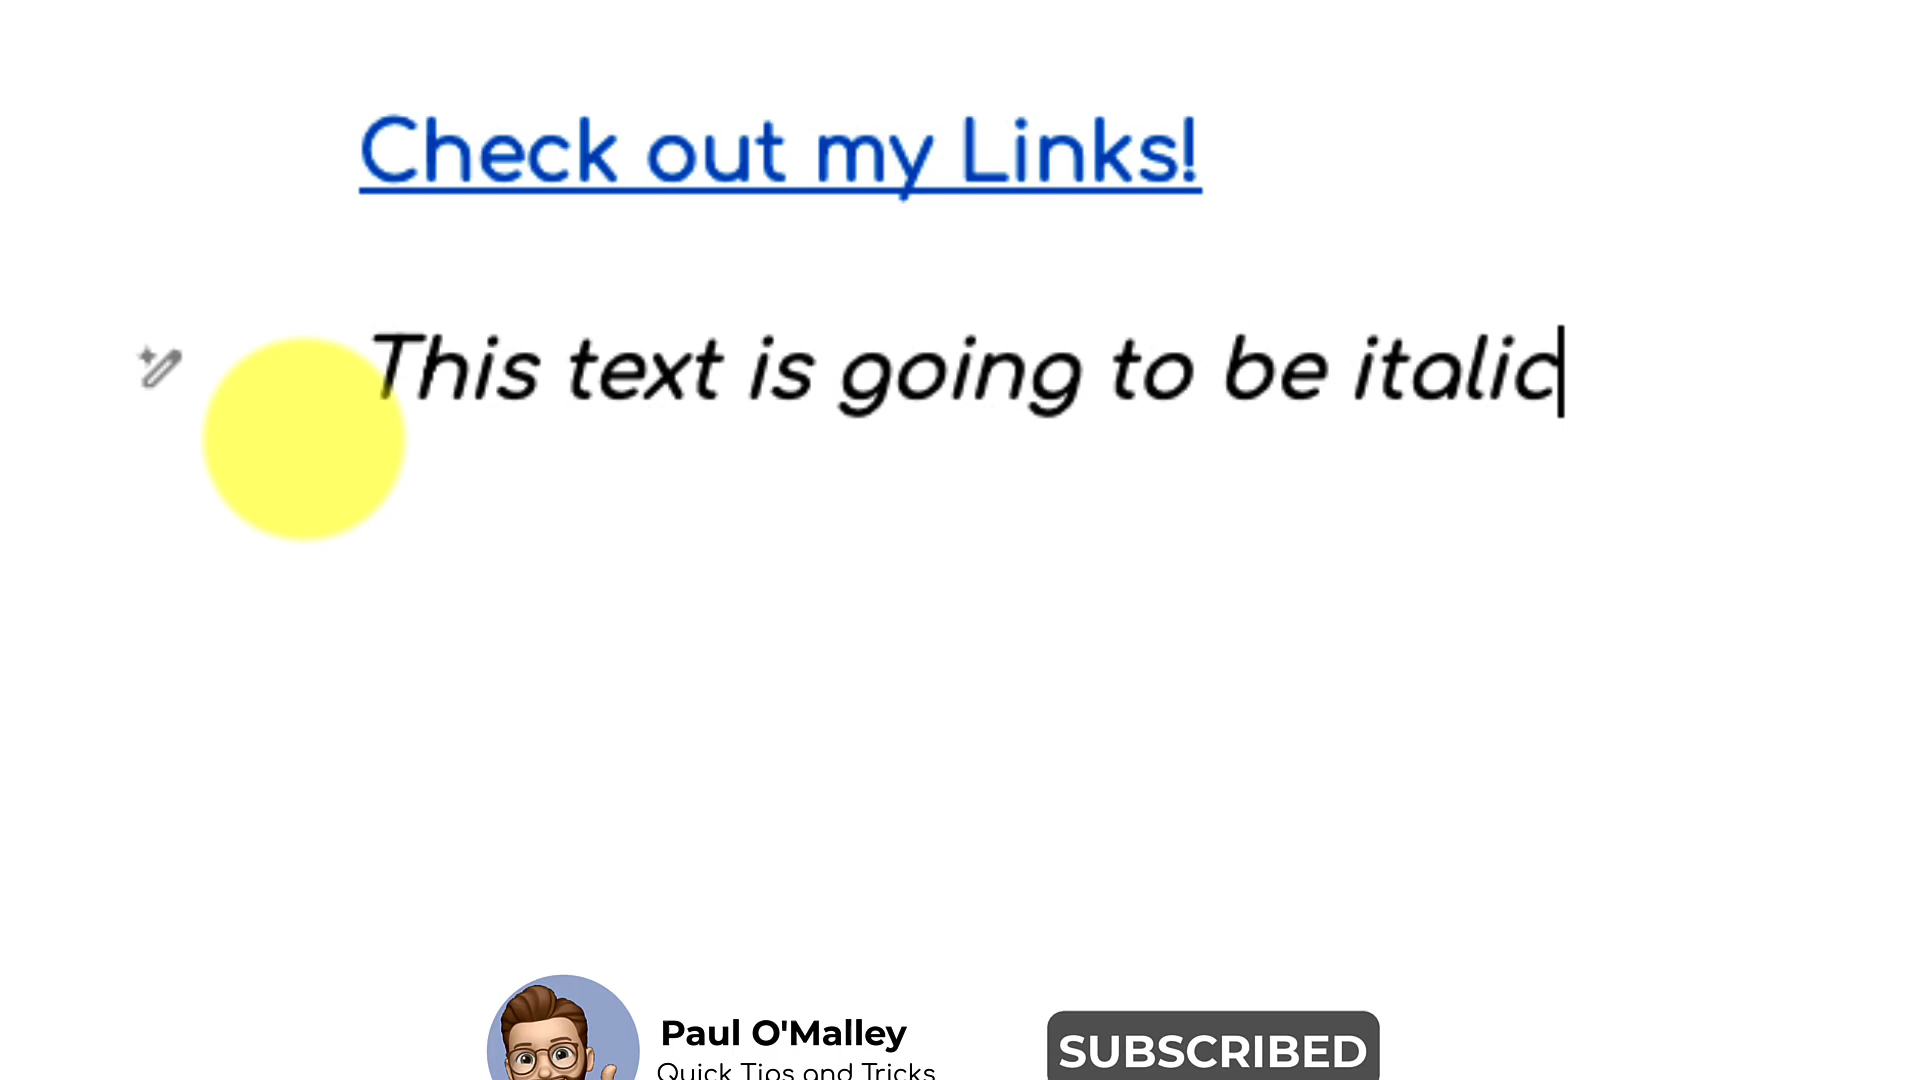 Check out my Links!
This text is going to be italic
Paul O'Malley
Quick Tips and Tricks
SUBSCRIBED